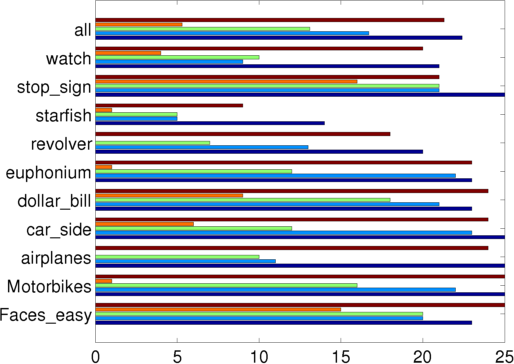 all
watch
stop_sign
starfish
revolver
euphonium
dollar_bill
car_side
airplanes
Motorbikes
Faces_easy
0 5 10 15 20 25